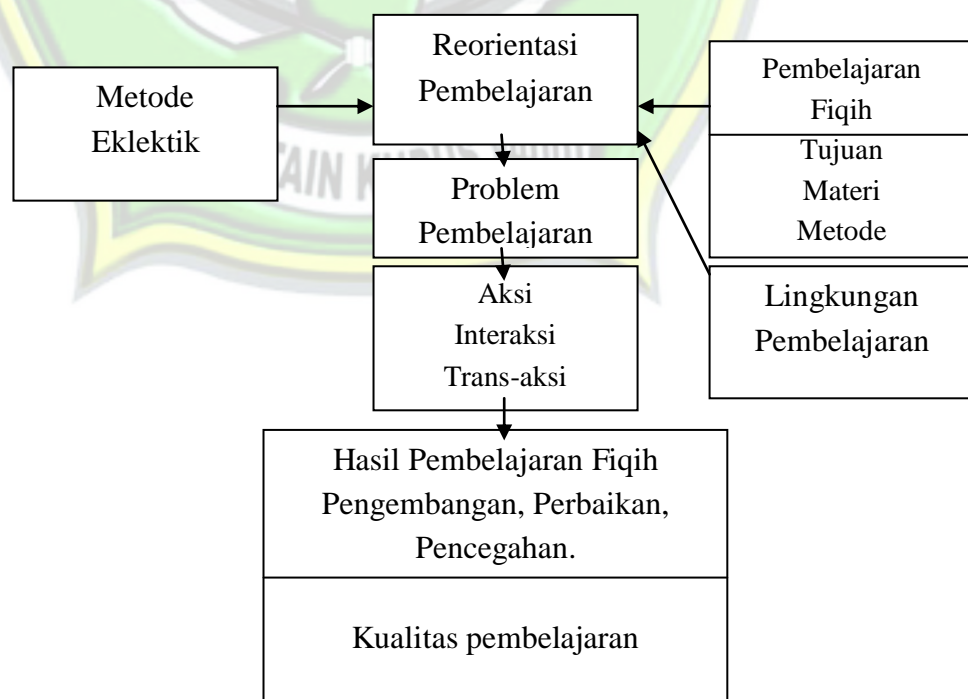 Reorientasi
Pembelajaran
Metode
Eklektik
Pembelajaran
Fiqih
Tujuan
Materi
Metode
Problem
Pembelajaran
Lingkungan
Pembelajaran
Aksi
Interaksi
Trans-aksi
Hasil Pembelajaran Fiqih
Pengembangan, Perbaikan,
Pencegahan.
Kualitas pembelajaran